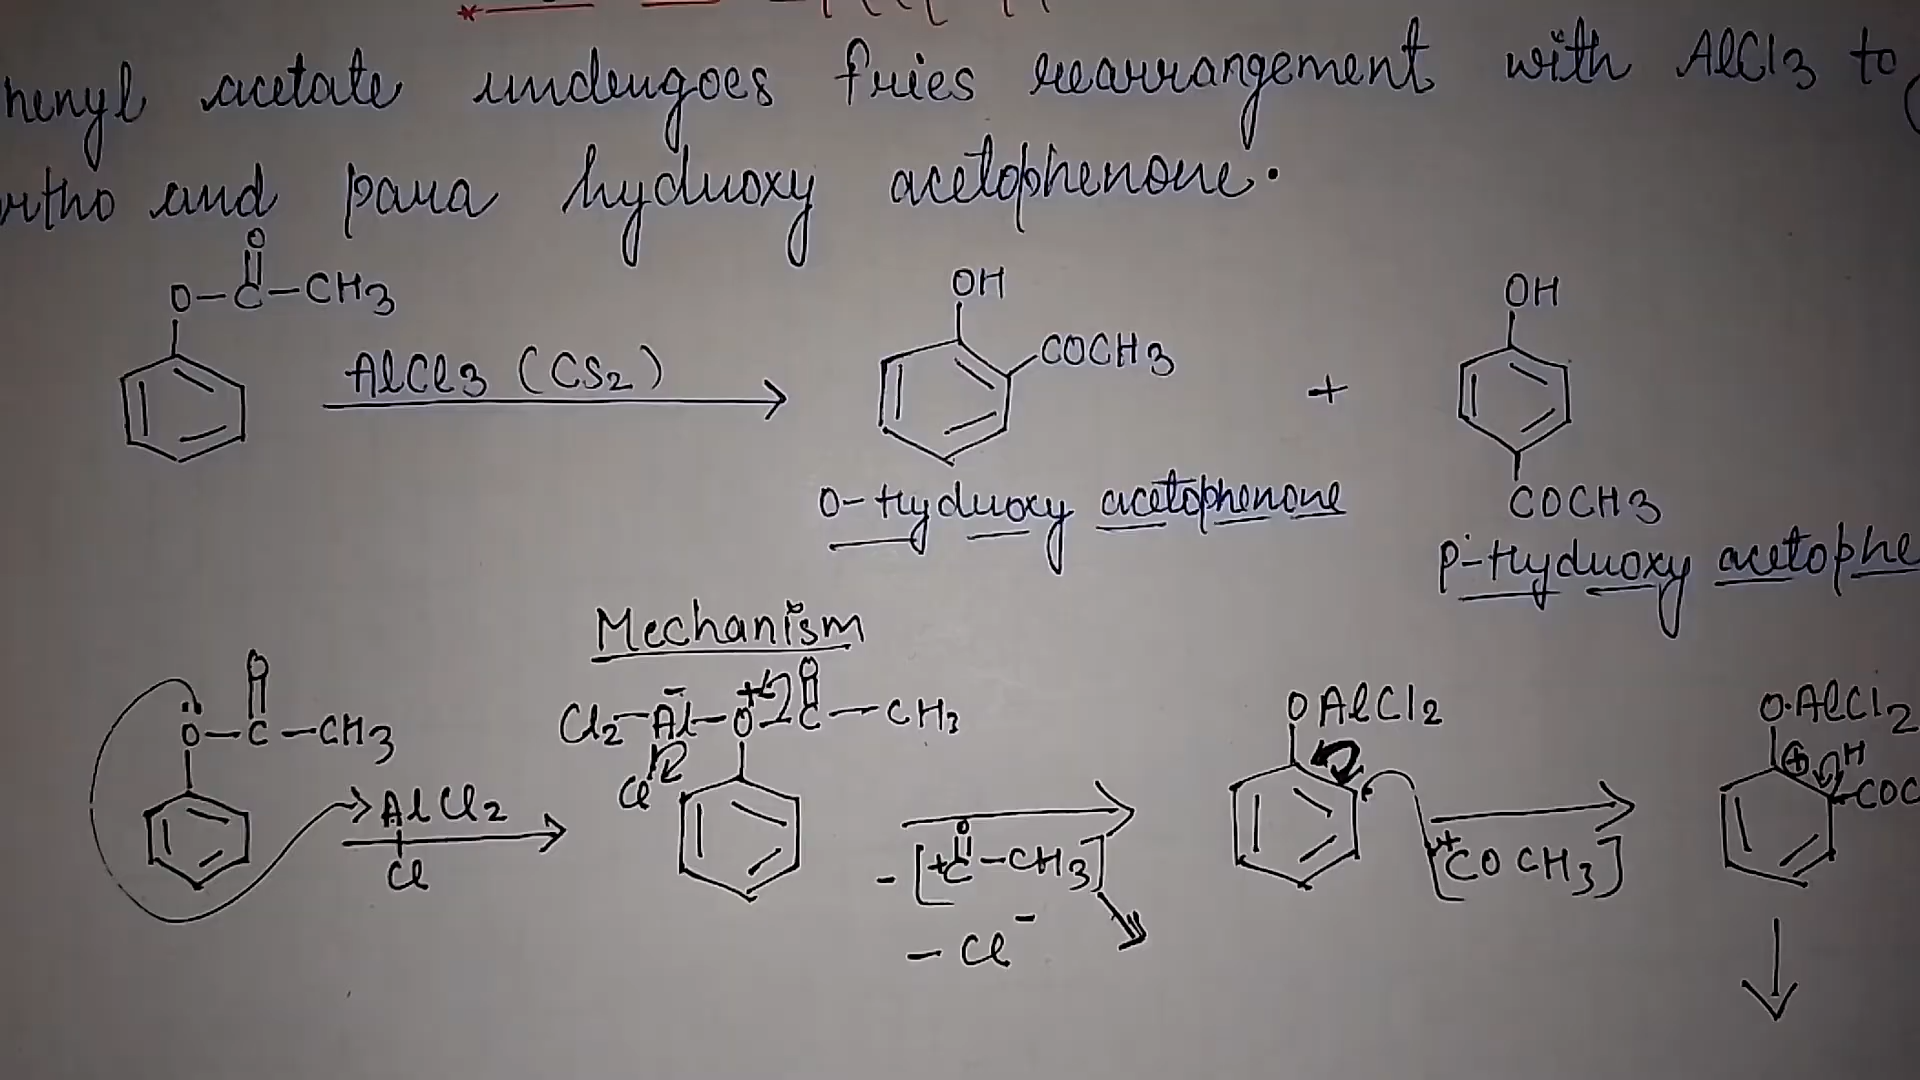 henyl acetate undergoes fries rearrangement with AlCl3 to
rtho and para hydroxy acetophenone.
O
O-C-CH3
AlCl3 (CS2)
OH
COCH3
+
OH
COCH3
O-Hydroxy acetophenone
P-Hydroxy acetophe
Mechanism
O
O-C-CH3
AlCl2
Cl
O
Cl2-Al-O-C-CH3
- +
Cl
O
-[+C-CH3]
-Cl-
OAlCl2
[+COCH3]
O·AlCl2
+ H
COC